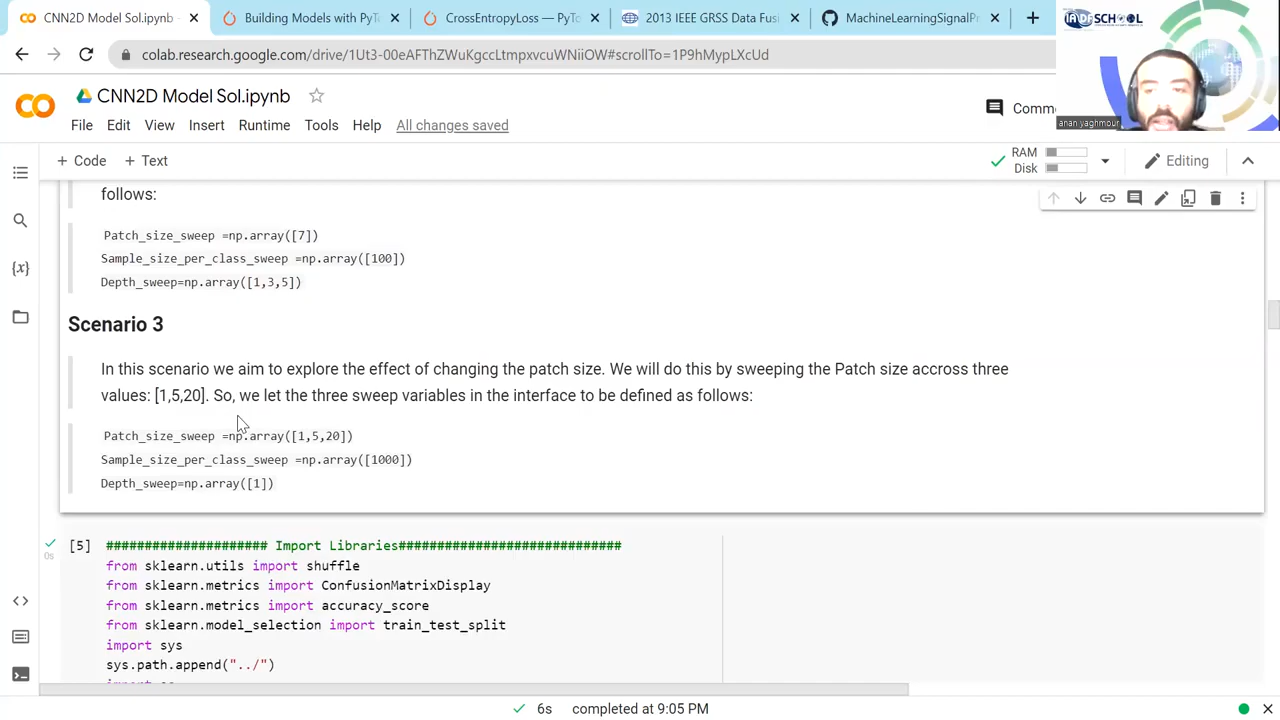 CNN2D Model Sol.ipynb -
Building Models with PyT
CrossEntropyLoss — PyTo
2013 IEEE GRSS Data Fusi
MachineLearningSignalPr
IADFSCHOOL
colab.research.google.com/drive/1Ut3-00eAFThZWuKgccLtnpxvcuWNiiOW#scrollTo=1P9hMypLXcUd
CNN2D Model Sol.ipynb
Comme
anan yaghmour
File Edit View Insert Runtime Tools Help All changes saved
+ Code + Text
RAM
Disk
Editing
follows:
Patch_size_sweep =np.array([7])
Sample_size_per_class_sweep =np.array([100])
Depth_sweep=np.array([1,3,5])
Scenario 3
In this scenario we aim to explore the effect of changing the patch size. We will do this by sweeping the Patch size accross three
values: [1,5,20]. So, we let the three sweep variables in the interface to be defined as follows:
Patch_size_sweep =np.array([1,5,20])
Sample_size_per_class_sweep =np.array([1000])
Depth_sweep=np.array([1])
[5] ##################### Import Libraries#############################
0s
from sklearn.utils import shuffle
from sklearn.metrics import ConfusionMatrixDisplay
from sklearn.metrics import accuracy_score
from sklearn.model_selection import train_test_split
import sys
sys.path.append("../")
6s completed at 9:05 PM